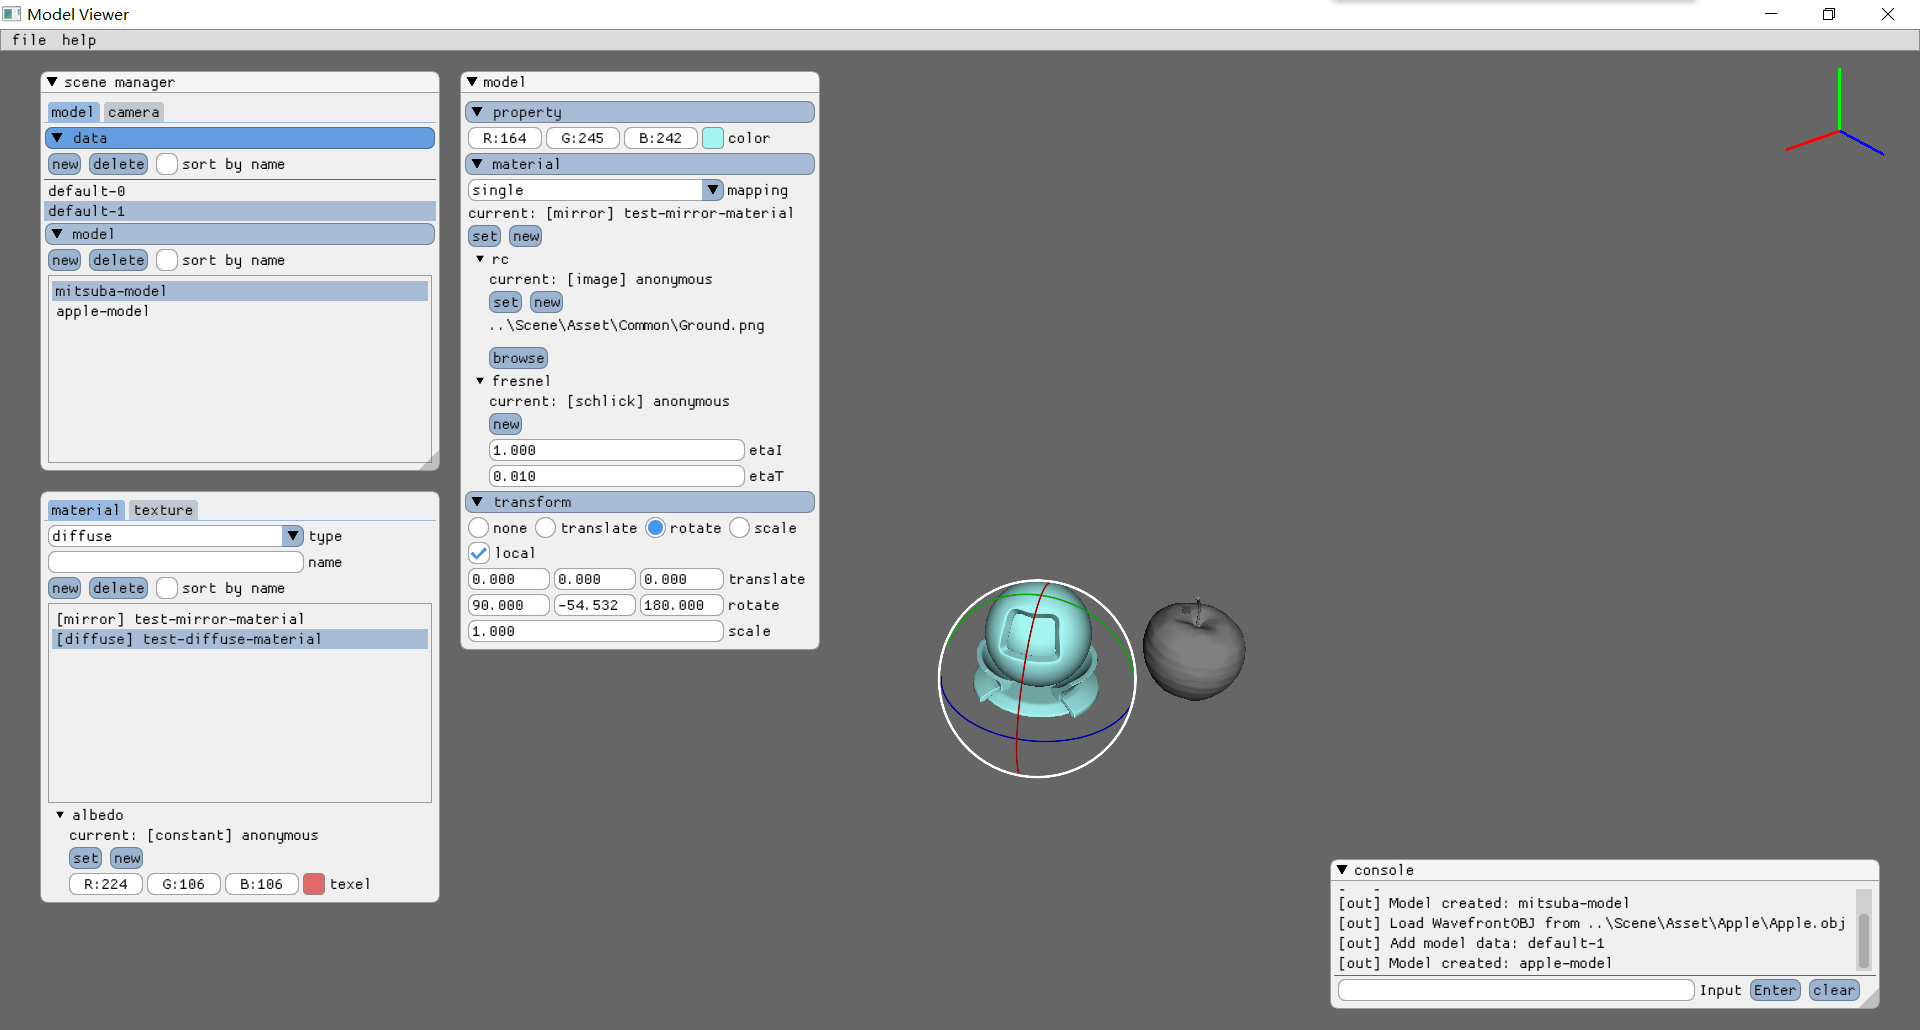 Model Viewer
file help
scene manager
model camera
data
new delete sort by name
default-0
default-1
model
new delete sort by name
mitsuba-model
apple-model
material texture
diffuse type
name
new delete sort by name
[mirror] test-mirror-material
[diffuse] test-diffuse-material
albedo
current: [constant] anonymous
set new
R:224 G:106 B:106 texel
model
property
R:164 G:245 B:242 color
material
single mapping
current: [mirror] test-mirror-material
set new
rc
current: [image] anonymous
set new
..\Scene\Asset\Common\Ground.png
browse
fresnel
current: [schlick] anonymous
new
1.000 etaI
0.010 etaT
transform
none translate rotate scale
local
0.000 0.000 0.000 translate
90.000 -54.532 180.000 rotate
1.000 scale
console
[out] Model created: mitsuba-model
[out] Load WavefrontOBJ from ..\Scene\Asset\Apple\Apple.obj
[out] Add model data: default-1
[out] Model created: apple-model
Input Enter clear